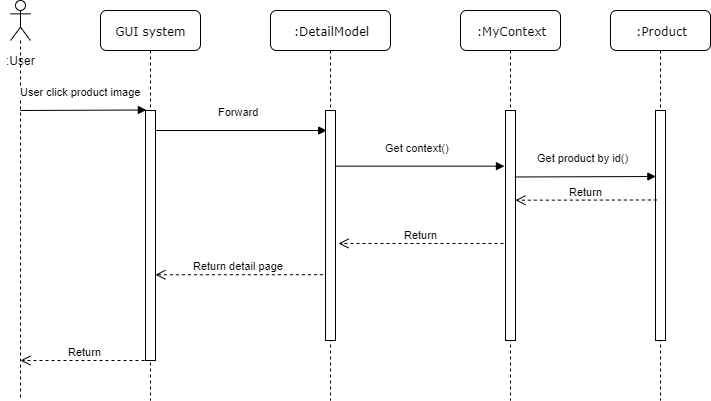 GUI system
:DetailModel
:MyContext
:Product
:User
User click product image
Forward
Get context()
Get product by id()
Return
Return
Return detail page
Return